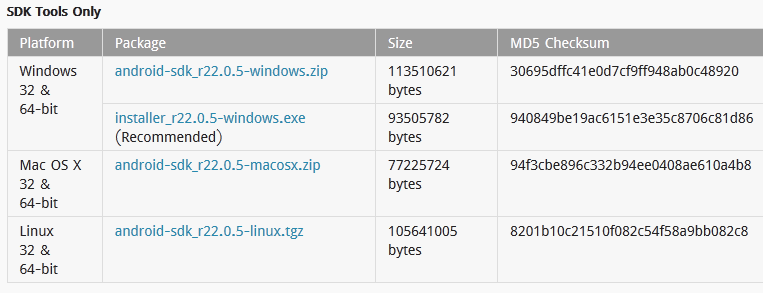 SDK Tools Only
Platform Package Size MD5 Checksum
Windows android-sdk_r22.0.5-windows.zip 113510621 30695dffc41e0d7cf9ff948ab0c48920
32 & bytes
64-bit
installer_r22.0.5-windows.exe 93505782 940849be19ac6151e3e35c8706c81d86
(Recommended) bytes
Mac OS X android-sdk_r22.0.5-macosx.zip 77225724 94f3cbe896c332b94ee0408ae610a4b8
32 & bytes
64-bit
Linux android-sdk_r22.0.5-linux.tgz 105641005 8201b10c21510f082c54f58a9bb082c8
32 & bytes
64-bit